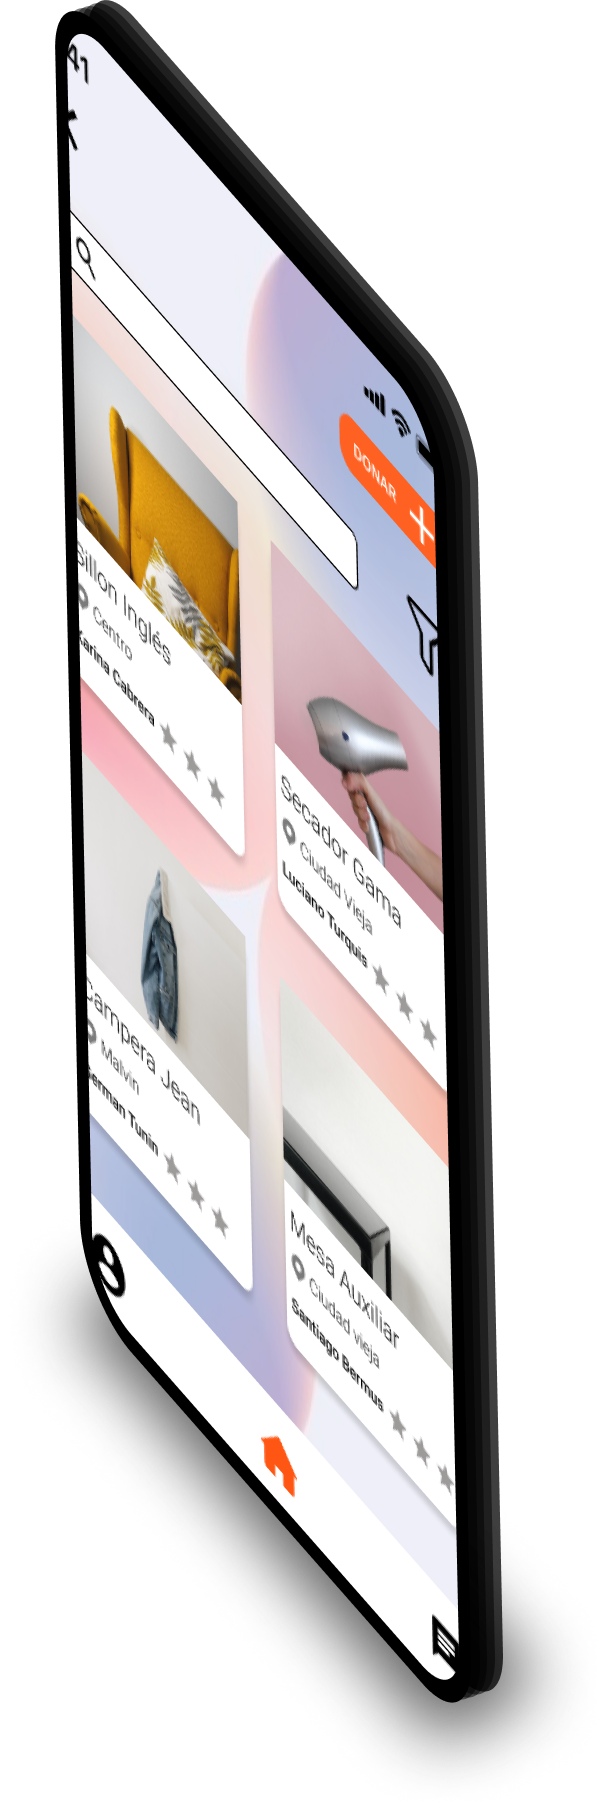 41
DONAR
Sillon Inglés
Centro
Karina Cabrera
Secador Gama
Ciudad Vieja
Luciano Turquis
Campera Jean
Malvin
German Tunin
Mesa Auxiliar
Ciudad vieja
Santiago Bermus